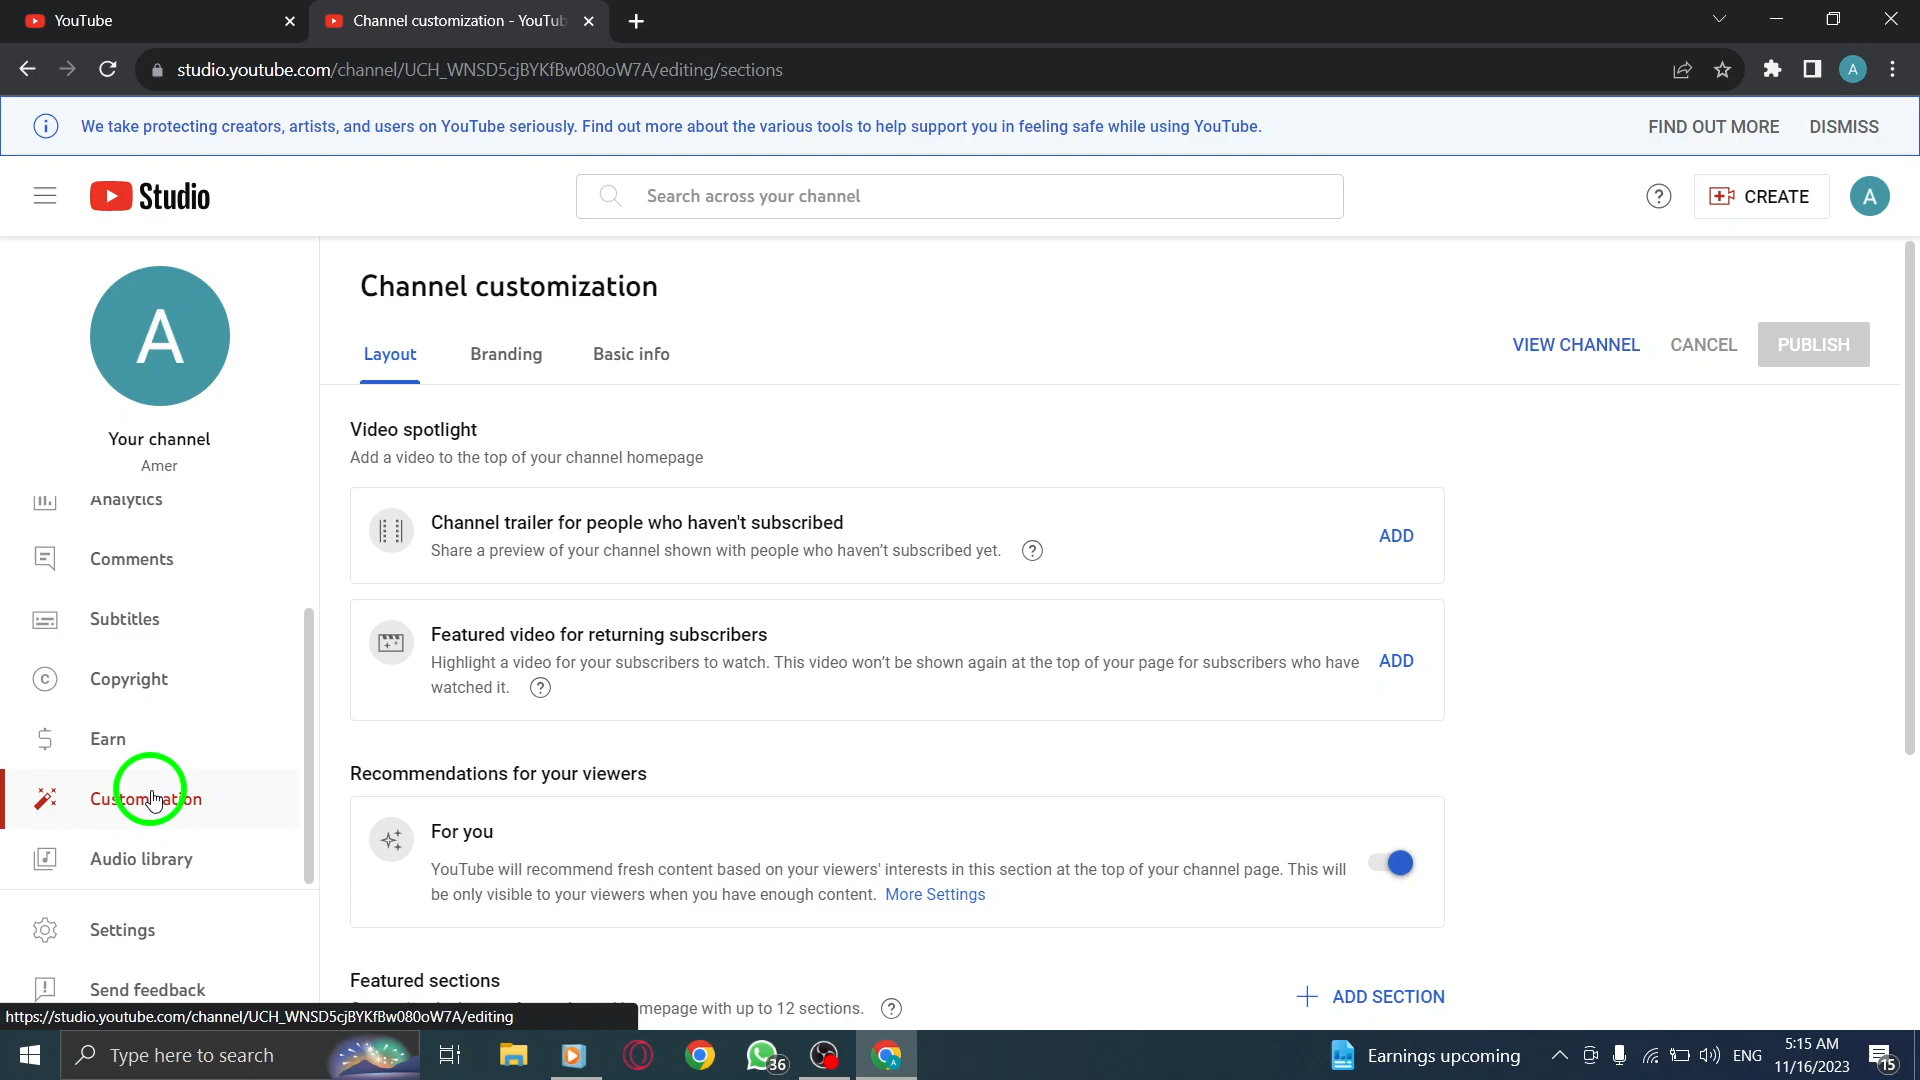 YouTube
Channel customization - YouTub
studio.youtube.com/channel/UCH_WNSD5cjBYKfBw080oW7A/editing/sections
A
We take protecting creators, artists, and users on YouTube seriously. Find out more about the various tools to help support you in feeling safe while using YouTube.
FIND OUT MORE
DISMISS
Studio
Search across your channel
CREATE
A
A
Your channel
Amer
Analytics
Comments
Subtitles
Copyright
Earn
Customization
Audio library
Settings
Send feedback
Channel customization
Layout
Branding
Basic info
VIEW CHANNEL
CANCEL
PUBLISH
Video spotlight
Add a video to the top of your channel homepage
Channel trailer for people who haven't subscribed
Share a preview of your channel shown with people who haven't subscribed yet.
ADD
Featured video for returning subscribers
Highlight a video for your subscribers to watch. This video won't be shown again at the top of your page for subscribers who have
watched it.
ADD
Recommendations for your viewers
For you
YouTube will recommend fresh content based on your viewers' interests in this section at the top of your channel page. This will
be only visible to your viewers when you have enough content. More Settings
Featured sections
mepage with up to 12 sections.
ADD SECTION
https://studio.youtube.com/channel/UCH_WNSD5cjBYKfBw080oW7A/editing
Type here to search
36
Earnings upcoming
ENG
5:15 AM
11/16/2023
15